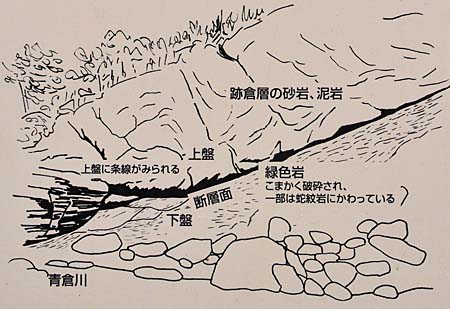 跡倉層の砂岩、泥岩
上盤
上盤に条線がみられる
緑色岩
こまかく破砕され、
一部は蛇紋岩にかわっている
断層面
下盤
青倉川